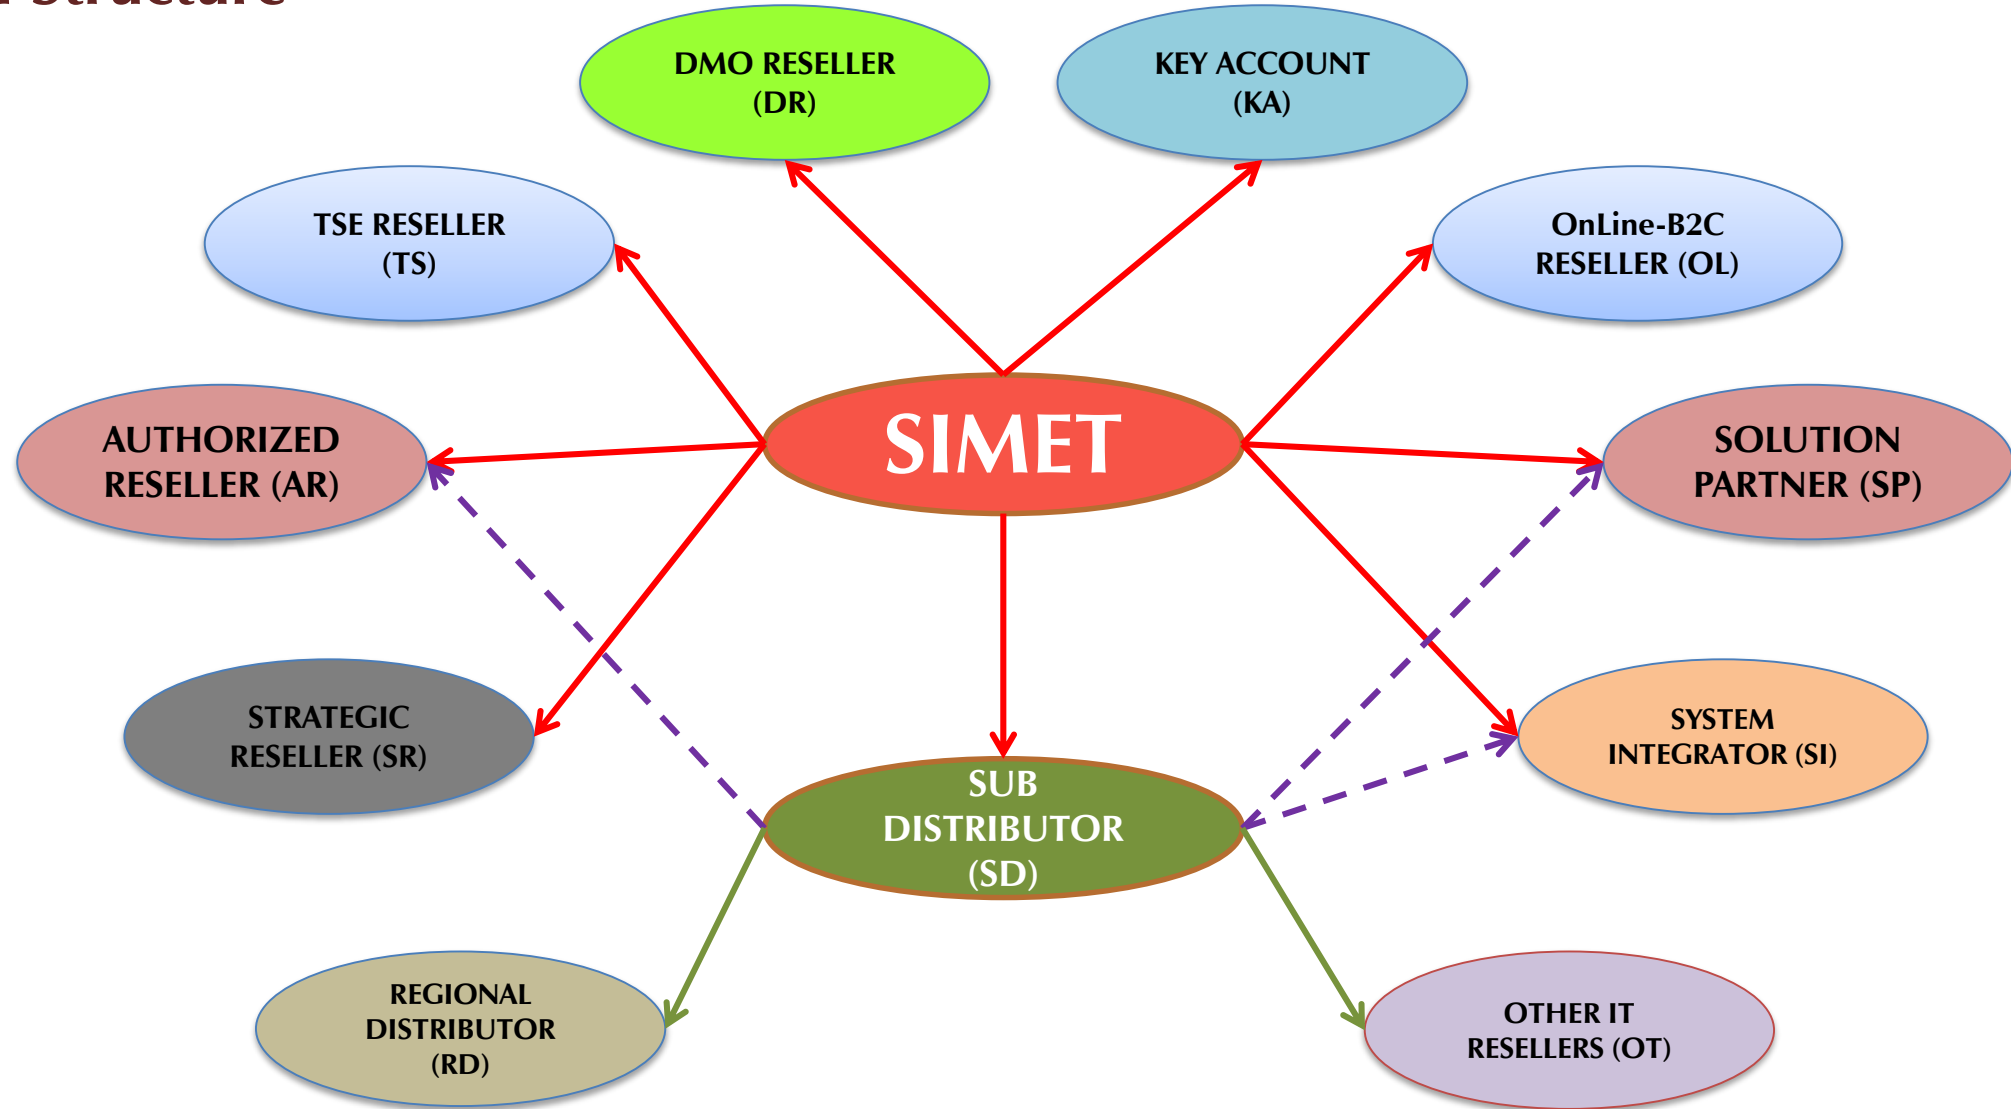 Structure
DMO RESELLER
(DR)
KEY ACCOUNT
(KA)
TSE RESELLER
(TS)
OnLine-B2C
RESELLER (OL)
SIMET
AUTHORIZED
RESELLER (AR)
SOLUTION
PARTNER (SP)
STRATEGIC
RESELLER (SR)
SYSTEM
INTEGRATOR (SI)
SUB
DISTRIBUTOR
(SD)
REGIONAL
DISTRIBUTOR
(RD)
OTHER IT
RESELLERS (OT)